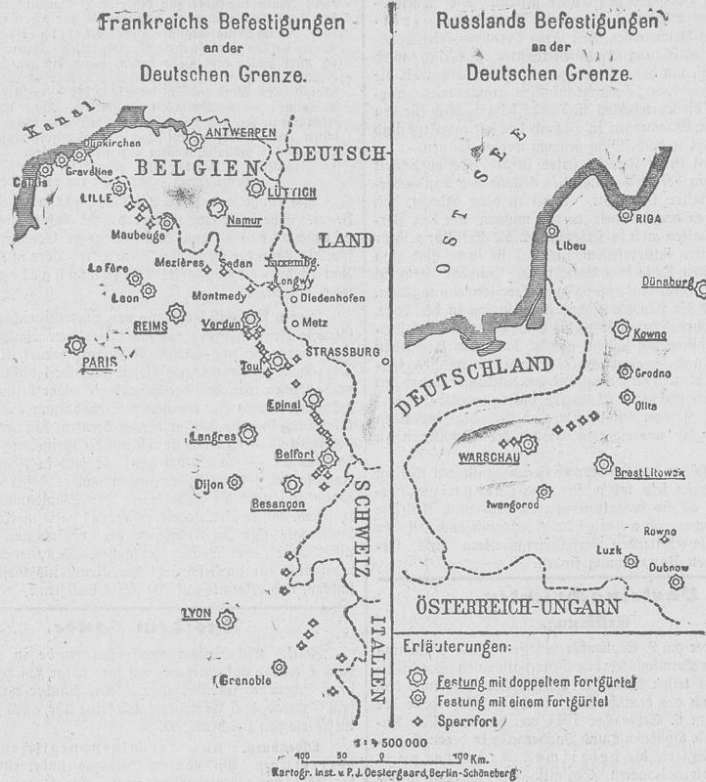 Frankreichs Befestigungen
an der
Deutschen Grenze.
Kanal
Dünkirchen
Calais
Graveline
ANTWERPEN
BELGIEN
DEUTSCH-
LAND
LILLE
LÜTTICH
Namur
Maubeuge
Mezières
Sedan
Luxembg.
Longwy
La Fère
Laon
Montmedy
Diedenhofen
REIMS
Verdun
Metz
PARIS
Toul
STRASSBURG
Epinal
Langres
Belfort
Dijon
Besançon
SCHWEIZ
LYON
ITALIEN
Grenoble
Russlands Befestigungen
an der
Deutschen Grenze.
OSTSEE
RIGA
Libau
Dünaburg
Kowno
DEUTSCHLAND
Grodno
Olita
WARSCHAU
Brest Litowsk
Iwangorod
Rowno
Luzk
Dubnow
ÖSTERREICH-UNGARN
Erläuterungen:
Festung mit doppeltem Fortgürtel
Festung mit einem Fortgürtel
Sperrfort
1:4 500000
100 50 0 100 Km.
Kartogr. Inst. v. P. J. Oestergaard, Berlin-Schöneberg